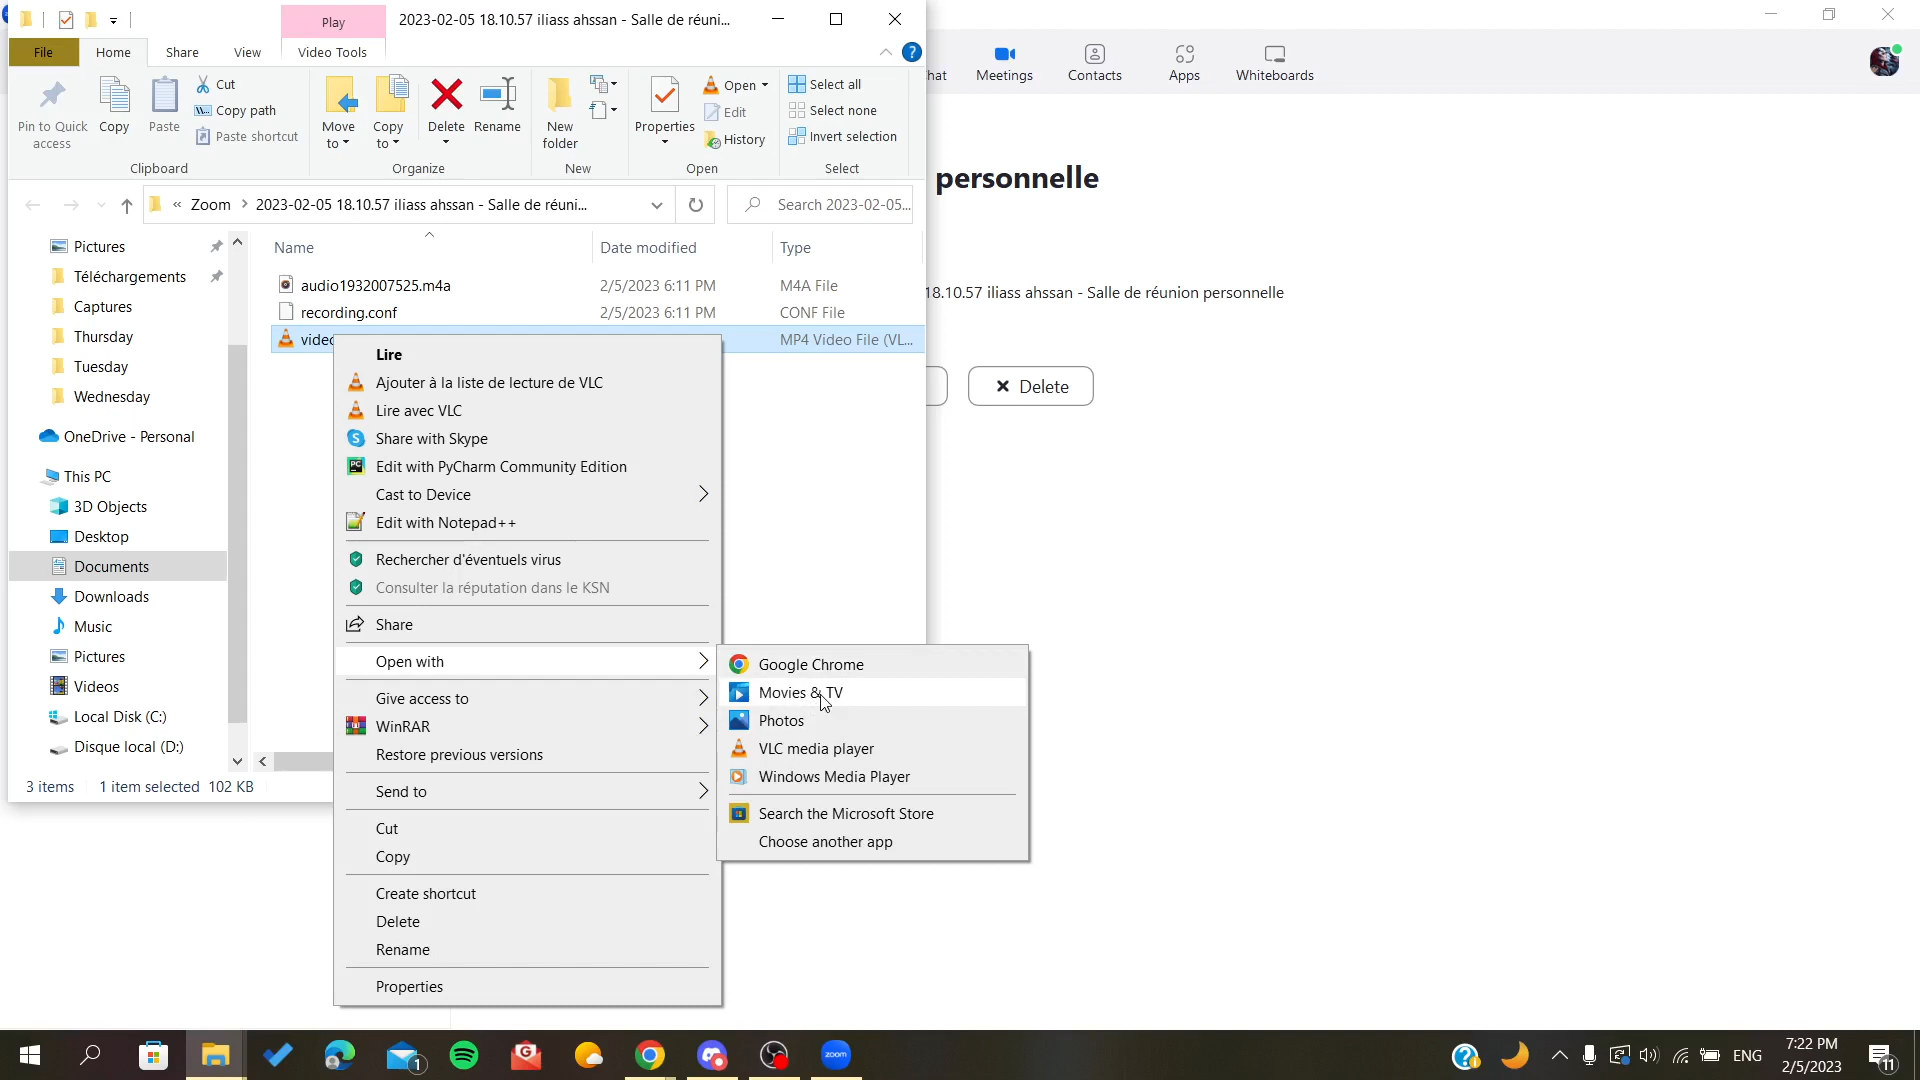 Play
2023-02-05 18.10.57 iliass ahssan - Salle de réuni...
File
Home
Share
View
Video Tools
Pin to Quick access
Copy
Paste
Cut
Copy path
Paste shortcut
Clipboard
Move to
Copy to
Delete
Rename
Organize
New folder
New
Properties
Open
Edit
History
Open
Select all
Select none
Invert selection
Select
« Zoom > 2023-02-05 18.10.57 iliass ahssan - Salle de réuni...
Search 2023-02-05...
Pictures
Téléchargements
Captures
Thursday
Tuesday
Wednesday
OneDrive - Personal
This PC
3D Objects
Desktop
Documents
Downloads
Music
Pictures
Videos
Local Disk (C:)
Disque local (D:)
Name Date modified Type
audio1932007525.m4a 2/5/2023 6:11 PM M4A File
recording.conf 2/5/2023 6:11 PM CONF File
video MP4 Video File (VL...
3 items 1 item selected 102 KB
Lire
Ajouter à la liste de lecture de VLC
Lire avec VLC
Share with Skype
Edit with PyCharm Community Edition
Cast to Device
Edit with Notepad++
Rechercher d'éventuels virus
Consulter la réputation dans le KSN
Share
Open with
Give access to
WinRAR
Restore previous versions
Send to
Cut
Copy
Create shortcut
Delete
Rename
Properties
Google Chrome
Movies & TV
Photos
VLC media player
Windows Media Player
Search the Microsoft Store
Choose another app
hat
Meetings
Contacts
Apps
Whiteboards
personnelle
18.10.57 iliass ahssan - Salle de réunion personnelle
Delete
1
zoom
ENG
7:22 PM
2/5/2023
11